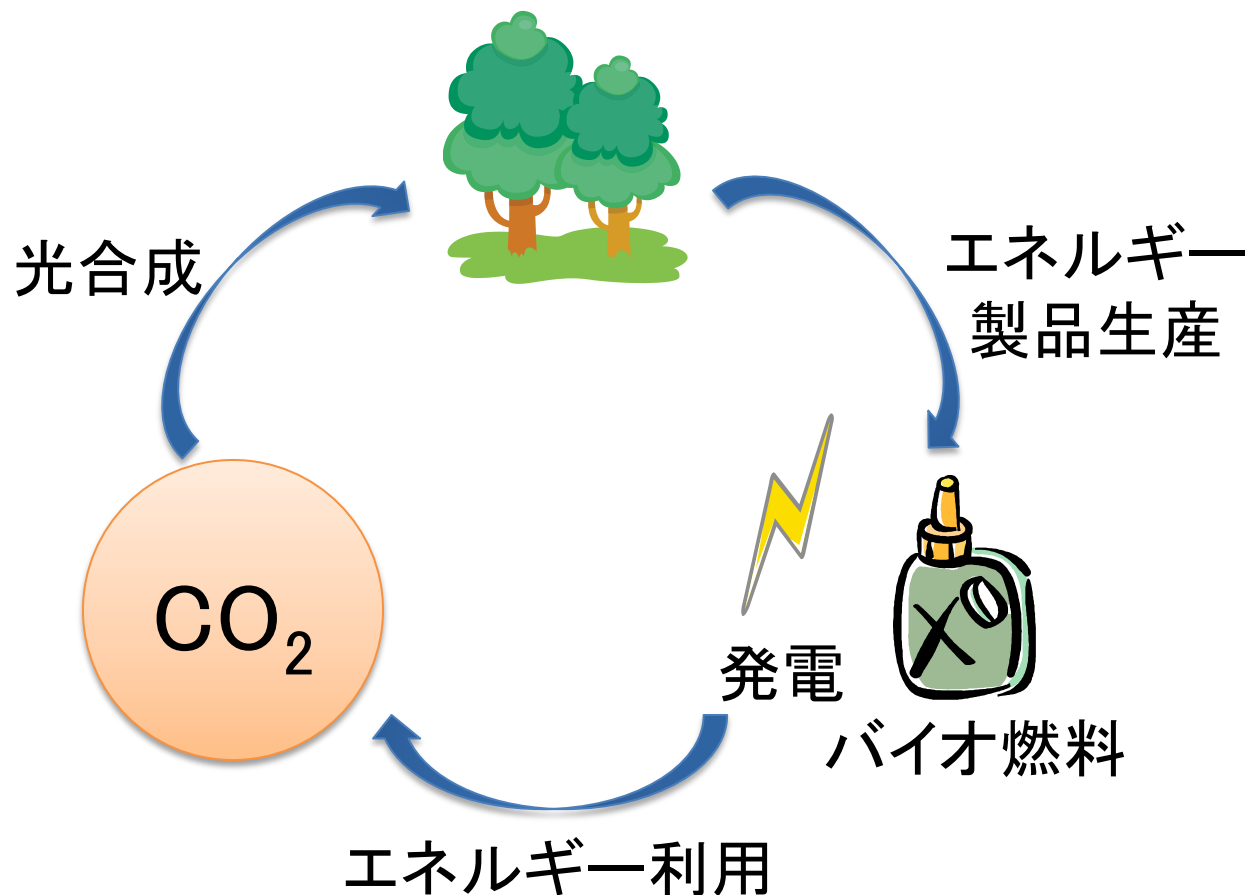 光合成
エネルギー
製品生産
CO₂
発電
バイオ燃料
エネルギー利用